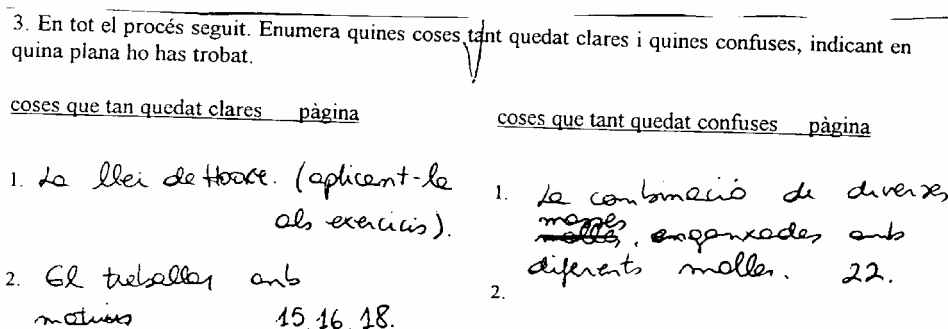 3. En tot el procés seguit. Enumera quines coses tant quedat clares i quines confuses, indicant en
quina plana ho has trobat.
coses que tan quedat clares pàgina
1. La llei de Hooke. (aplicant-la
als exercicis).
2. El treballar amb
matrius 15, 16, 18.
coses que tant quedat confuses pàgina
1. La combinació de diverses
masses
molles, enganxades amb
diferents molles. 22.
2.